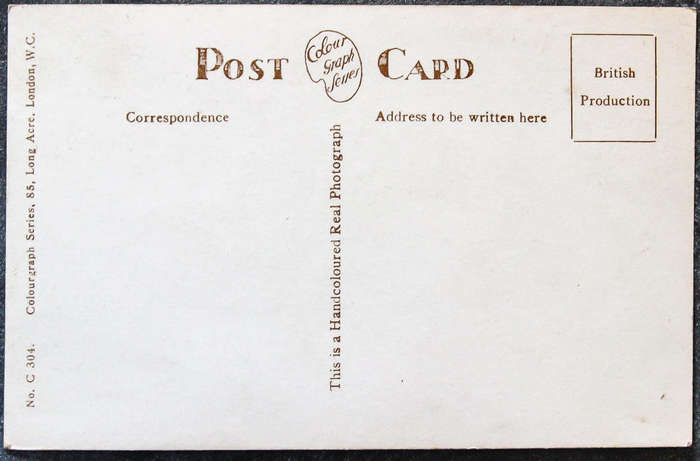 POST CARD
Colour
Graph
Series
British
Production
Correspondence
Address to be written here
This is a Handcoloured Real Photograph
No. C 304. Colourgraph Series, 85, Long Acre, London, W.C.